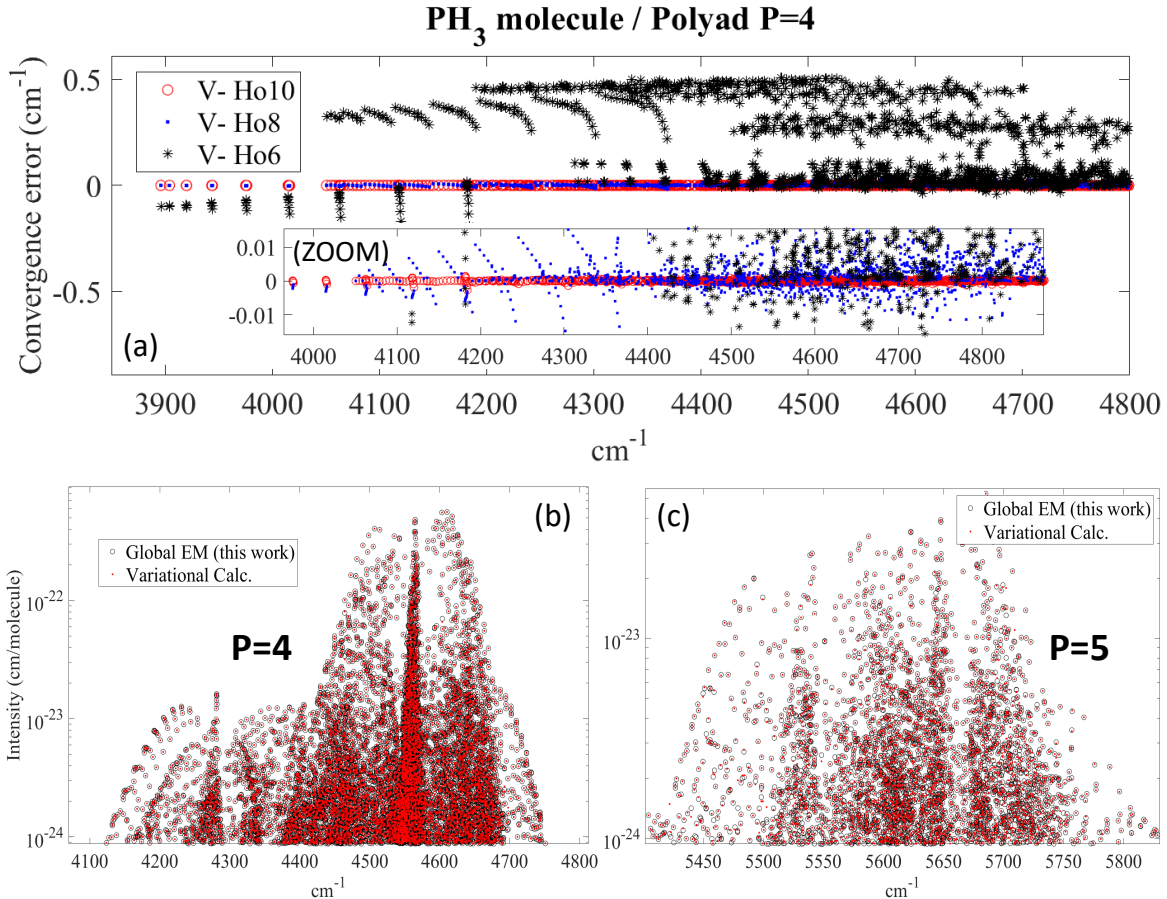 PH3 molecule / Polyad P=4
Convergence error (cm-1)
0.5
0
-0.5
V- Ho10
V- Ho8
V- Ho6
(ZOOM)
0.01
0
-0.01
4000 4100 4200 4300 4400 4500 4600 4700 4800
(a)
3900 4000 4100 4200 4300 4400 4500 4600 4700 4800
cm-1
(b)
Global EM (this work)
Variational Calc.
P=4
Intensity (cm/molecule)
10-22
10-23
10-24
4100 4200 4300 4400 4500 4600 4700 4800
cm-1
(c)
Global EM (this work)
Variational Calc.
P=5
10-23
10-24
5450 5500 5550 5600 5650 5700 5750 5800
cm-1